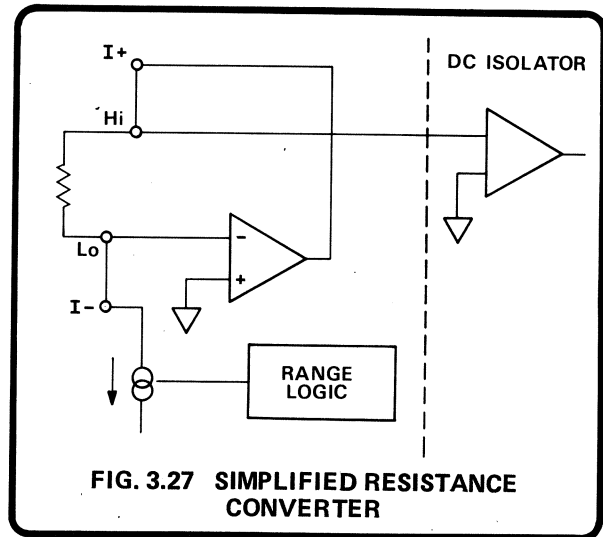 I+
DC ISOLATOR
Hi
Lo
-
+
I-
RANGE
LOGIC
FIG. 3.27 SIMPLIFIED RESISTANCE
CONVERTER